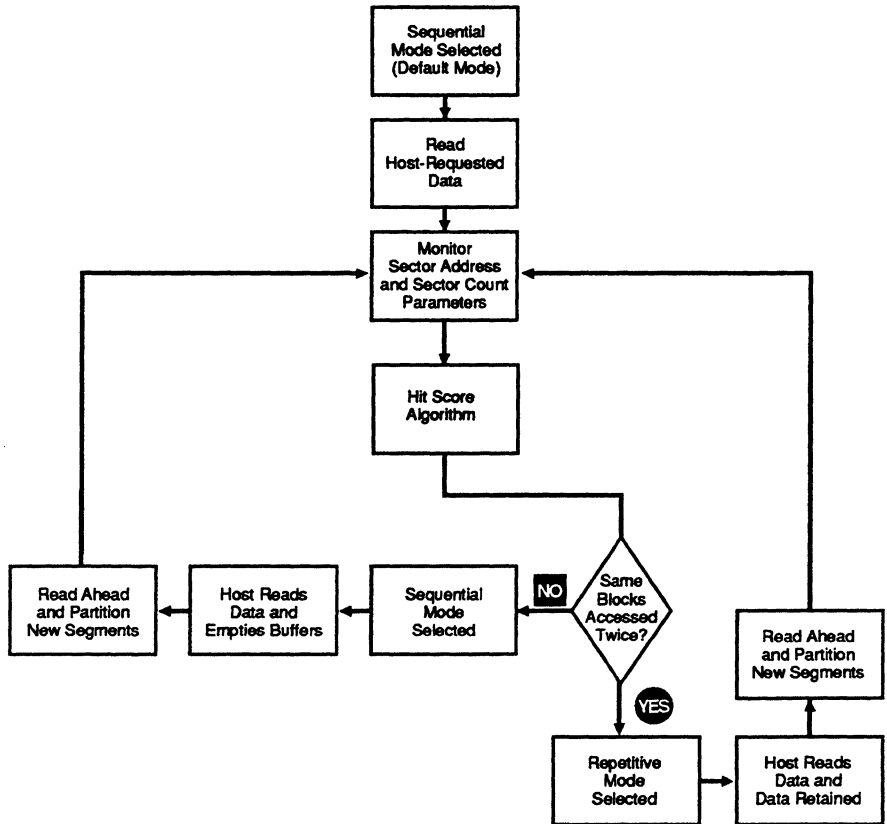 Sequential
Mode Selected
(Default Mode)
Read
Host-Requested
Data
Monitor
Sector Address
and Sector Count
Parameters
Hit Score
Algorithm
Same
Blocks
Accessed
Twice?
NO
Sequential
Mode
Selected
Host Reads
Data and
Empties Buffers
Read Ahead
and Partition
New Segments
YES
Repetitive
Mode
Selected
Host Reads
Data and
Data Retained
Read Ahead
and Partition
New Segments